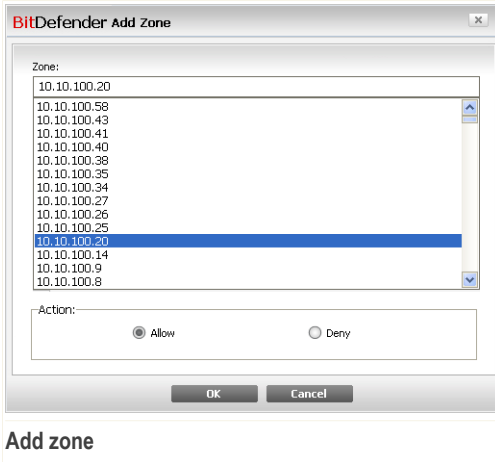 BitDefender Add Zone
Zone:
10.10.100.20
10.10.100.58
10.10.100.43
10.10.100.41
10.10.100.40
10.10.100.38
10.10.100.35
10.10.100.34
10.10.100.27
10.10.100.26
10.10.100.25
10.10.100.20
10.10.100.14
10.10.100.9
10.10.100.8
Action:
Allow Deny
OK Cancel
Add zone